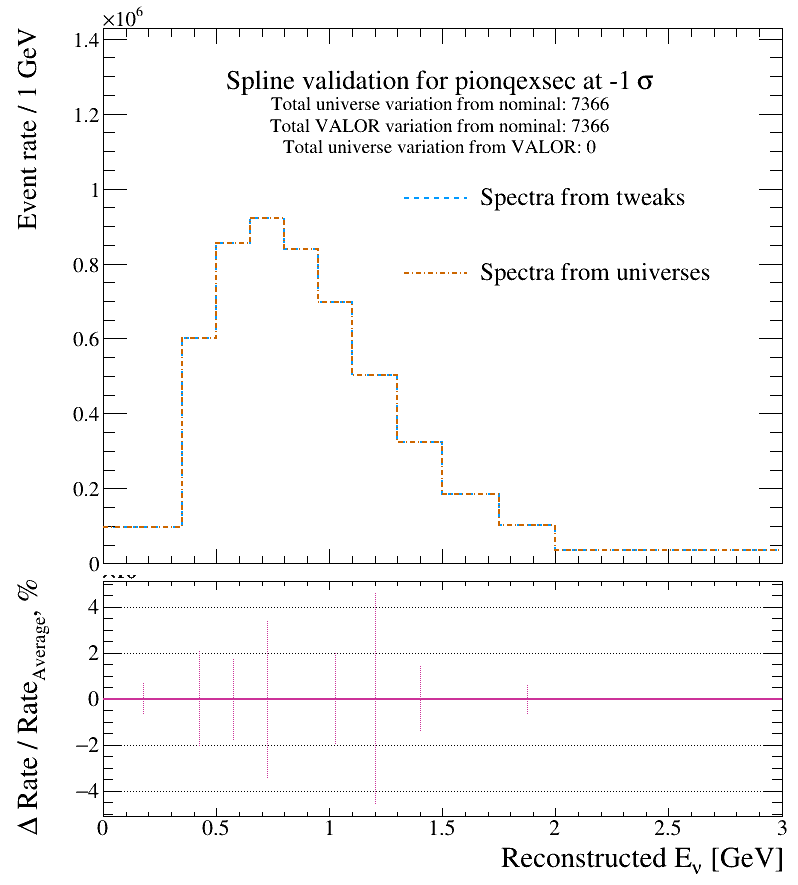 ×10⁶
1.4
Spline validation for pionqexsec at -1 σ
Total universe variation from nominal: 7366
Total VALOR variation from nominal: 7366
Total universe variation from VALOR: 0
1.2
1
Spectra from tweaks
0.8
Spectra from universes
0.6
0.4
0.2
0
Event rate / 1 GeV
4
2
0
−2
−4
Δ Rate / Rate_Average, %
0 0.5 1 1.5 2 2.5 3
Reconstructed E_ν [GeV]